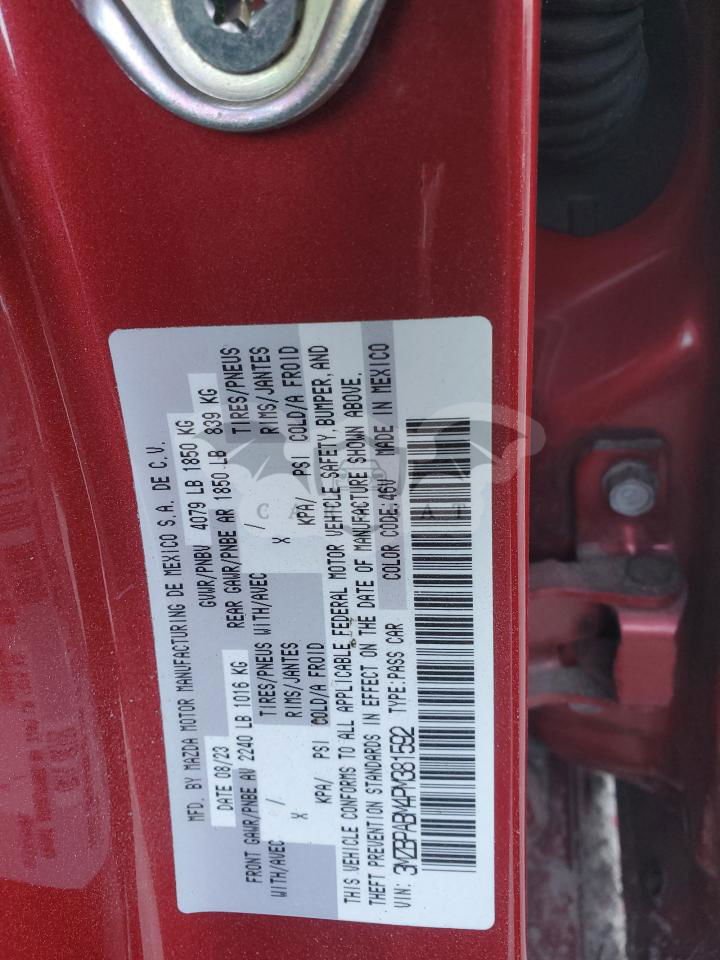 MFD. BY MAZDA MOTOR MANUFACTURING DE MEXICO S.A. DE C.V.
DATE 08/23 GVWR/PNBV 4079 LB 1850 KG
FRONT GAWR/PNBE AV 2240 LB 1016 KG REAR GAWR/PNBE AR 1850 LB 839 KG
WITH/AVEC / TIRES/PNEUS WITH/AVEC / TIRES/PNEUS
X RIMS/JANTES X RIMS/JANTES
KPA/ PSI COLD/A FROID KPA/ PSI COLD/A FROID
THIS VEHICLE CONFORMS TO ALL APPLICABLE FEDERAL MOTOR VEHICLE SAFETY, BUMPER, AND
THEFT PREVENTION STANDARDS IN EFFECT ON THE DATE OF MANUFACTURE SHOWN ABOVE.
VIN: 3MZBPABM4PM381592 TYPE:PASS CAR COLOR CODE:46V MADE IN MEXICO